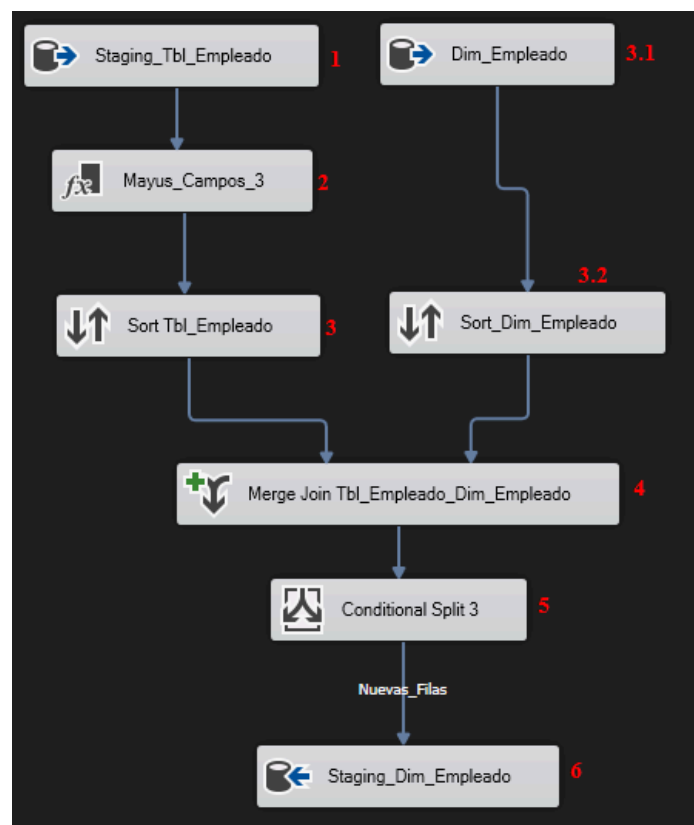 Staging_Tbl_Empleado 1
Dim_Empleado 3.1
Mayus_Campos_3 2
Sort Tbl_Empleado 3
Sort_Dim_Empleado 3.2
Merge Join Tbl_Empleado_Dim_Empleado 4
Conditional Split 3 5
Nuevas_Filas
Staging_Dim_Empleado 6